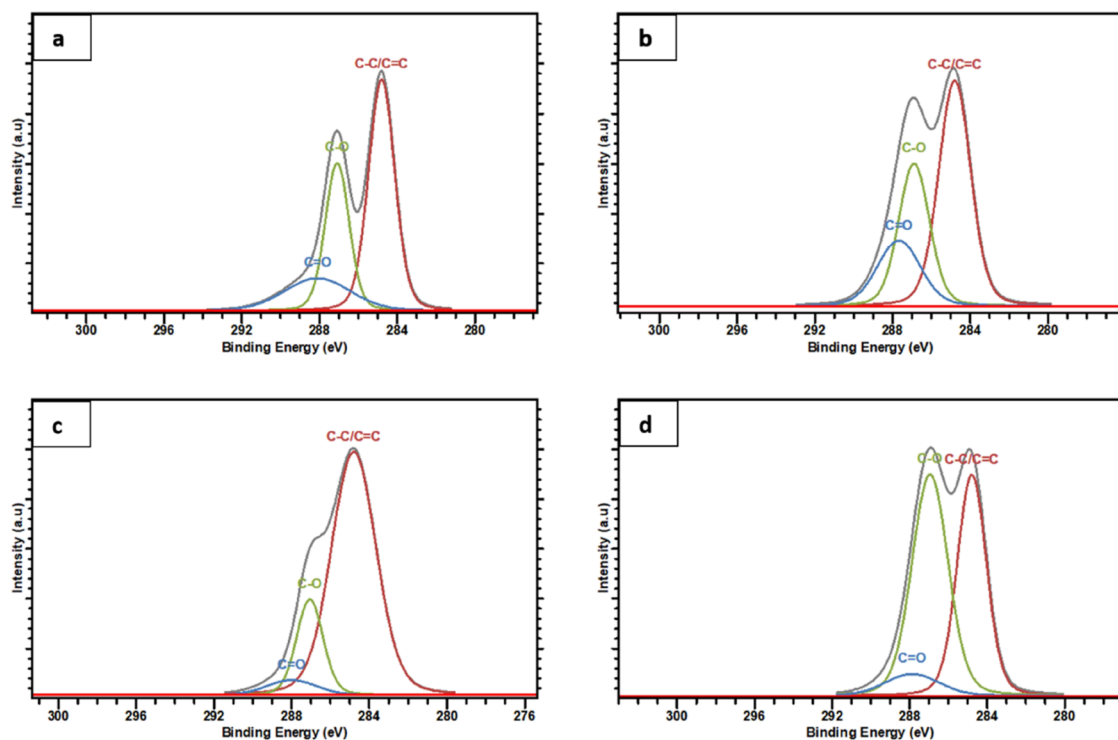 a
C-C/C=C
C-O
C=O
Intensity (a.u)
300 296 292 288 284 280
Binding Energy (eV)
b
C-C/C=C
C-O
C=O
Intensity (a.u)
300 296 292 288 284 280
Binding Energy (eV)
c
C-C/C=C
C-O
C=O
Intensity (a.u)
300 296 292 288 284 280 276
Binding Energy (eV)
d
C-O C-C/C=C
C=O
Intensity (a.u)
300 296 292 288 284 280
Binding Energy (eV)